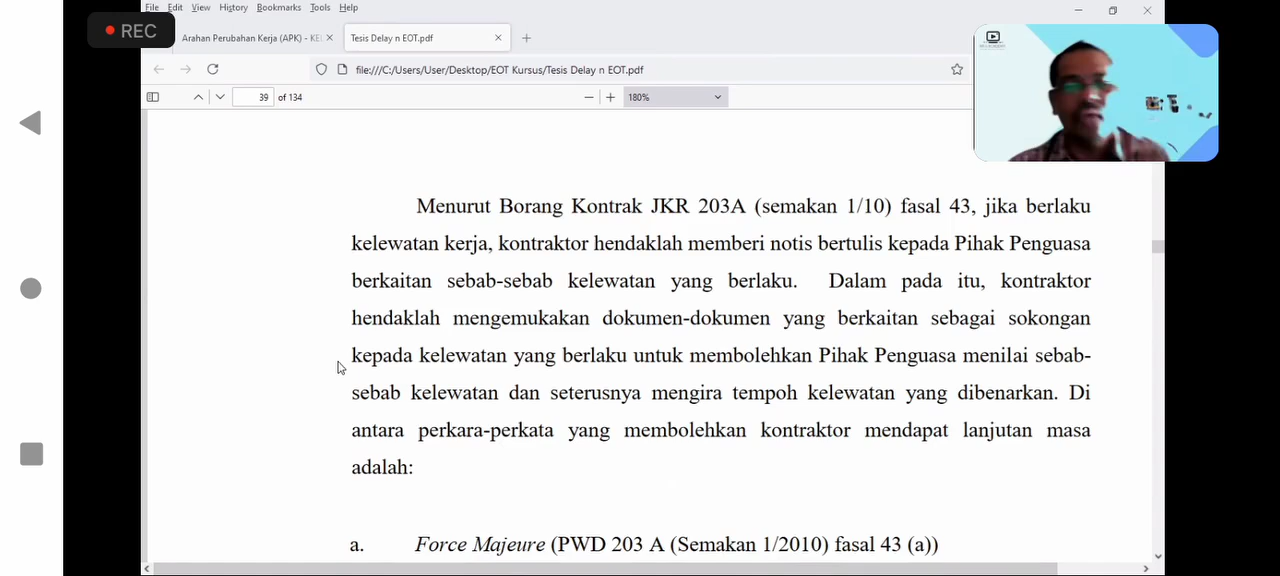 File Edit View History Bookmarks Tools Help
REC
Arahan Perubahan Kerja (APK) - KEL
Tesis Delay n EOT.pdf
file:///C:/Users/User/Desktop/EOT Kursus/Tesis Delay n EOT.pdf
39 of 134
180%
Menurut Borang Kontrak JKR 203A (semakan 1/10) fasal 43, jika berlaku
kelewatan kerja, kontraktor hendaklah memberi notis bertulis kepada Pihak Penguasa
berkaitan sebab-sebab kelewatan yang berlaku. Dalam pada itu, kontraktor
hendaklah mengemukakan dokumen-dokumen yang berkaitan sebagai sokongan
kepada kelewatan yang berlaku untuk membolehkan Pihak Penguasa menilai sebab-
sebab kelewatan dan seterusnya mengira tempoh kelewatan yang dibenarkan. Di
antara perkara-perkata yang membolehkan kontraktor mendapat lanjutan masa
adalah:
a. Force Majeure (PWD 203 A (Semakan 1/2010) fasal 43 (a))